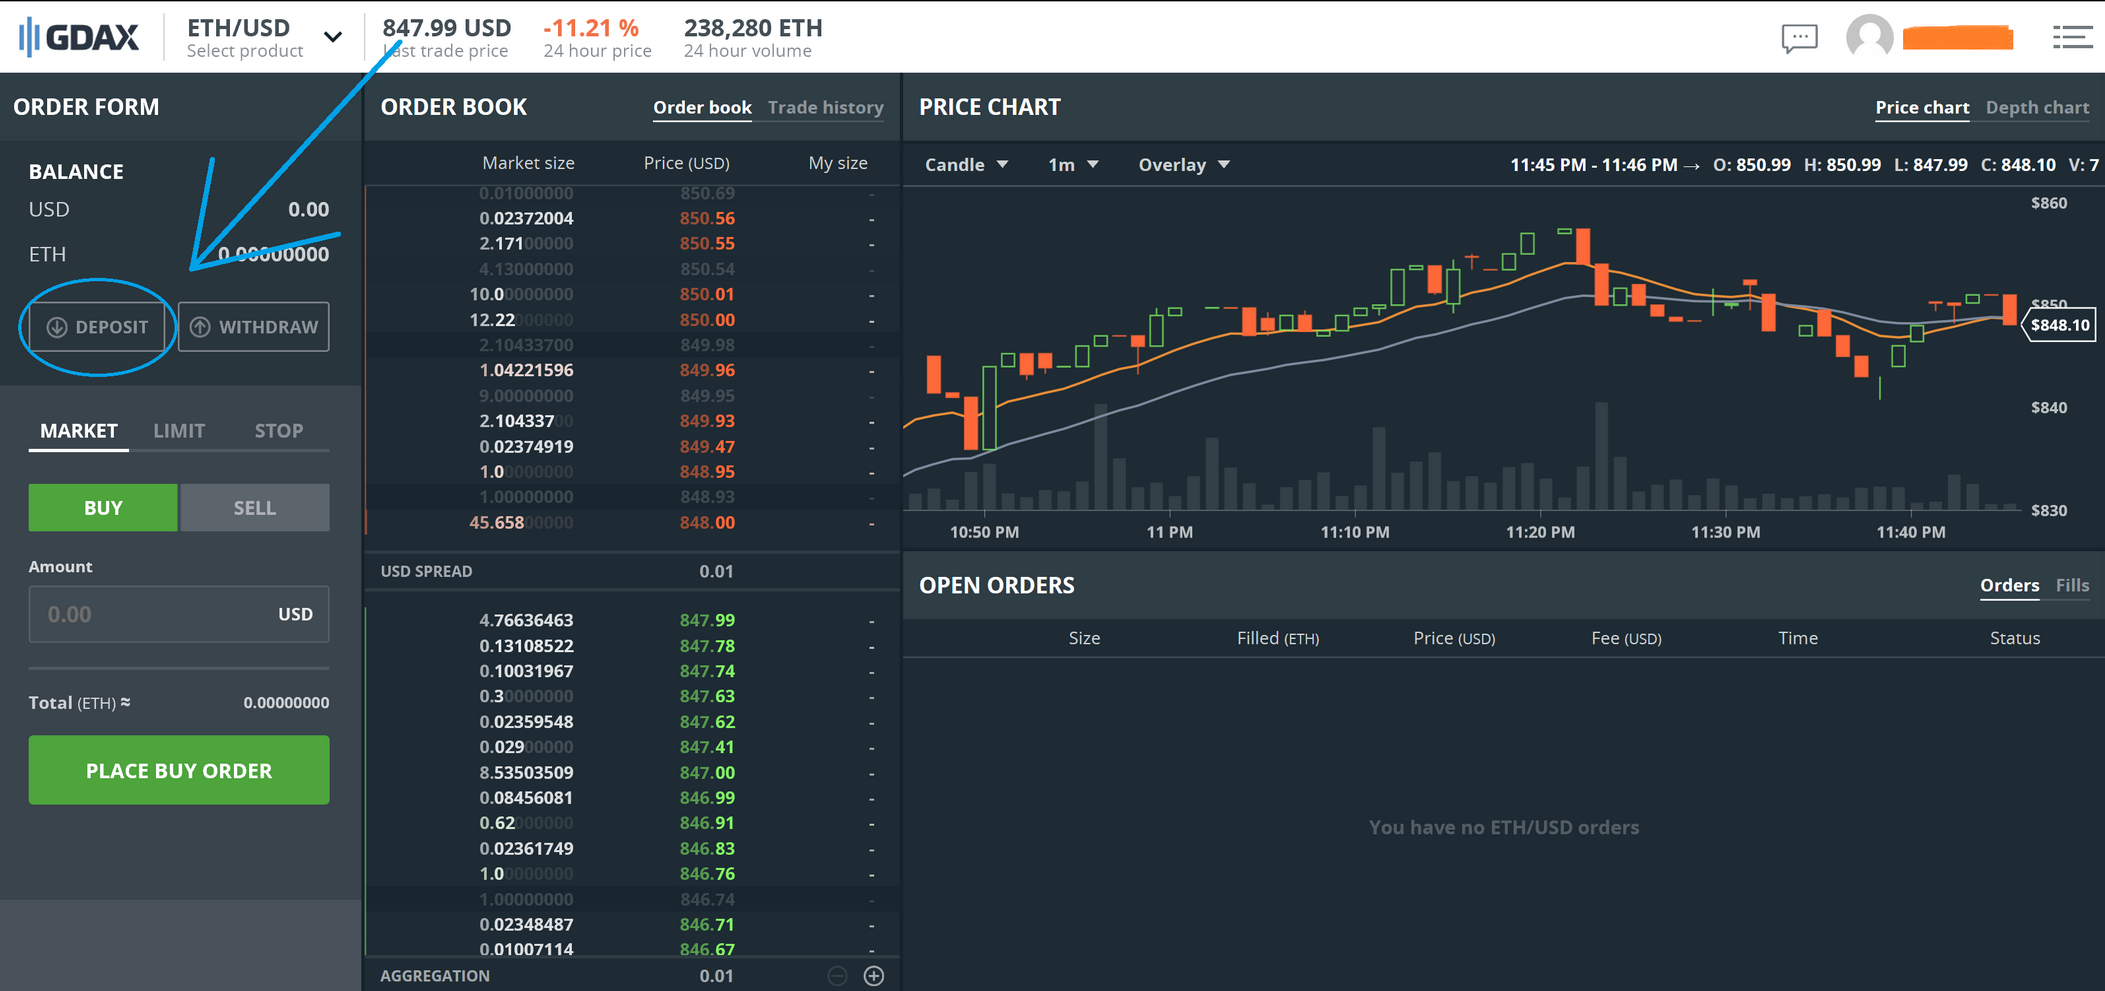 GDAX
ETH/USD
Select product
847.99 USD
Last trade price
-11.21 %
24 hour price
238,280 ETH
24 hour volume
ORDER FORM
BALANCE
USD 0.00
ETH 0.00000000
DEPOSIT WITHDRAW
MARKET LIMIT STOP
BUY SELL
Amount
0.00 USD
Total (ETH) ≈ 0.00000000
PLACE BUY ORDER
ORDER BOOK Order book Trade history
Market size Price (USD) My size
0.01000000 850.69 -
0.02372004 850.56 -
2.17100000 850.55 -
4.13000000 850.54 -
10.00000000 850.01 -
12.22000000 850.00 -
2.10433700 849.98 -
1.04221596 849.96 -
9.00000000 849.95 -
2.10433700 849.93 -
0.02374919 849.47 -
1.00000000 848.95 -
1.00000000 848.93 -
45.65800000 848.00 -
USD SPREAD 0.01
4.76636463 847.99 -
0.13108522 847.78 -
0.10031967 847.74 -
0.30000000 847.63 -
0.02359548 847.62 -
0.02900000 847.41 -
8.53503509 847.00 -
0.08456081 846.99 -
0.62000000 846.91 -
0.02361749 846.83 -
1.00000000 846.76 -
1.00000000 846.74 -
0.02348487 846.71 -
0.01007114 846.67 -
AGGREGATION 0.01
PRICE CHART Price chart Depth chart
Candle 1m Overlay 11:45 PM - 11:46 PM → O: 850.99 H: 850.99 L: 847.99 C: 848.10 V: 7
$860
$850
$848.10
$840
$830
10:50 PM 11 PM 11:10 PM 11:20 PM 11:30 PM 11:40 PM
OPEN ORDERS Orders Fills
Size Filled (ETH) Price (USD) Fee (USD) Time Status
You have no ETH/USD orders